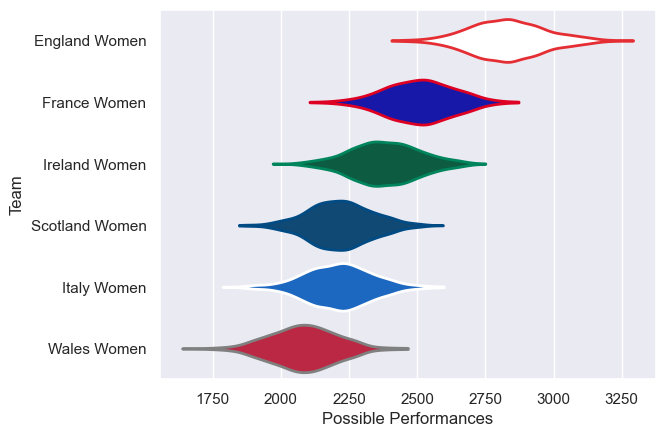 England Women
France Women
Ireland Women
Scotland Women
Italy Women
Wales Women
Team
1750 2000 2250 2500 2750 3000 3250
Possible Performances